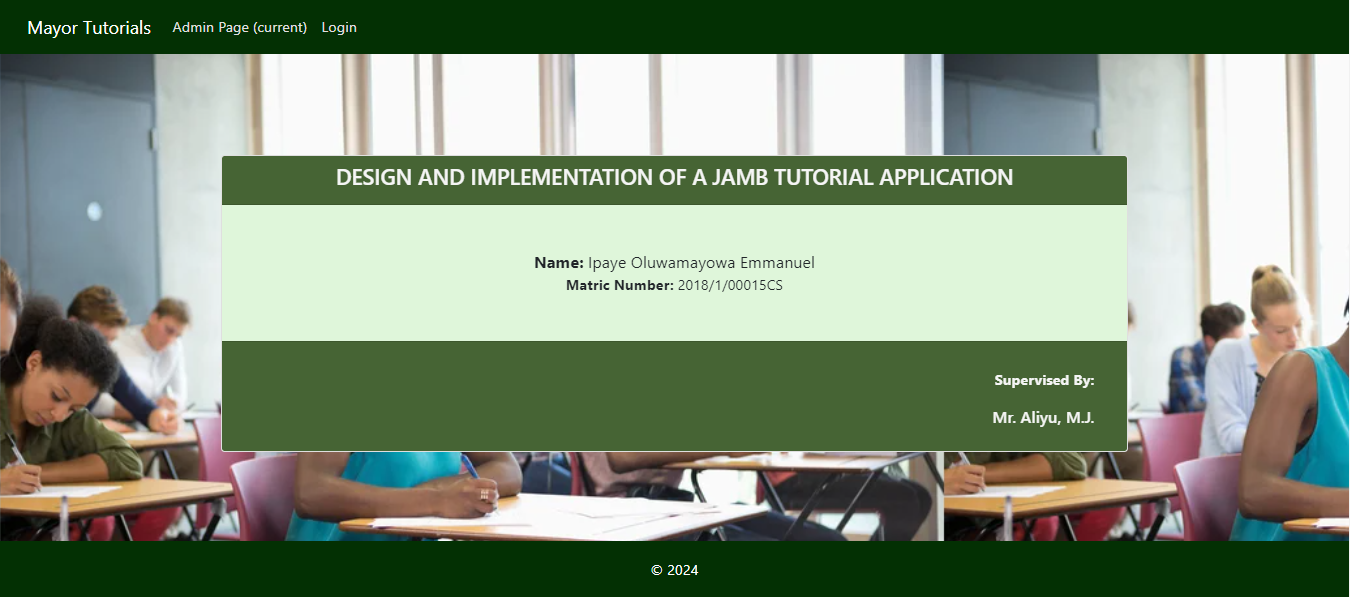 Mayor Tutorials Admin Page (current) Login
DESIGN AND IMPLEMENTATION OF A JAMB TUTORIAL APPLICATION
Name: Ipaye Oluwamayowa Emmanuel
Matric Number: 2018/1/00015CS
Supervised By:
Mr. Aliyu, M.J.
© 2024